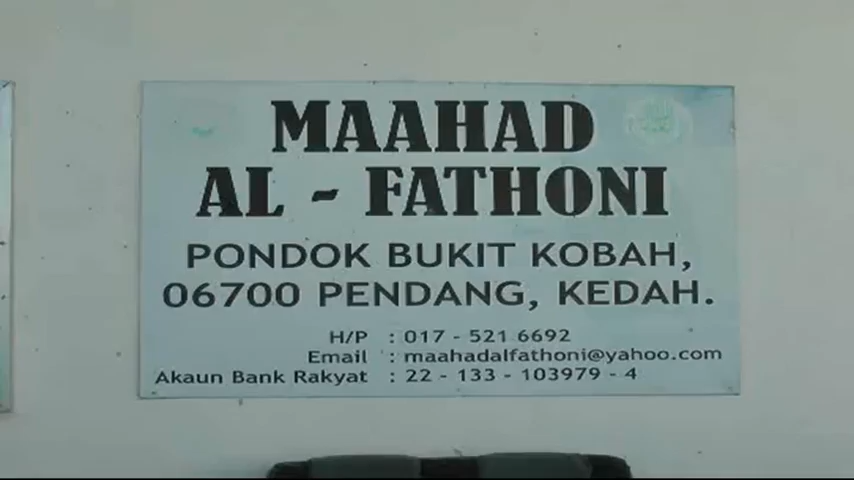 MAAHAD
AL - FATHONI
PONDOK BUKIT KOBAH,
06700 PENDANG, KEDAH.
H/P : 017 - 521 6692
Email : maahadalfathoni@yahoo.com
Akaun Bank Rakyat : 22 - 133 - 103979 - 4